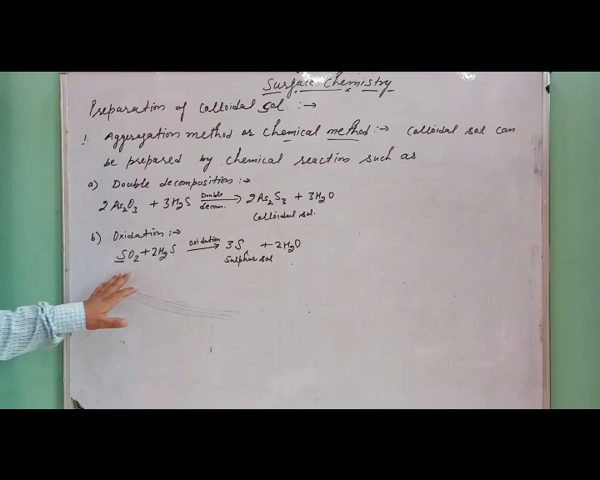 Surface Chemistry
Preparation of Colloidal Sol :→
1. Aggregation method or chemical method :→ Colloidal sol can
be prepared by chemical reaction such as
a) Double decomposition :→
2 As₂O₃ + 3H₂S Double decom. → 2As₂S₃ + 3H₂O
Colloidal sol.
b) Oxidation :→
SO₂ + 2H₂S oxidation → 3S + 2H₂O
Sulphur sol